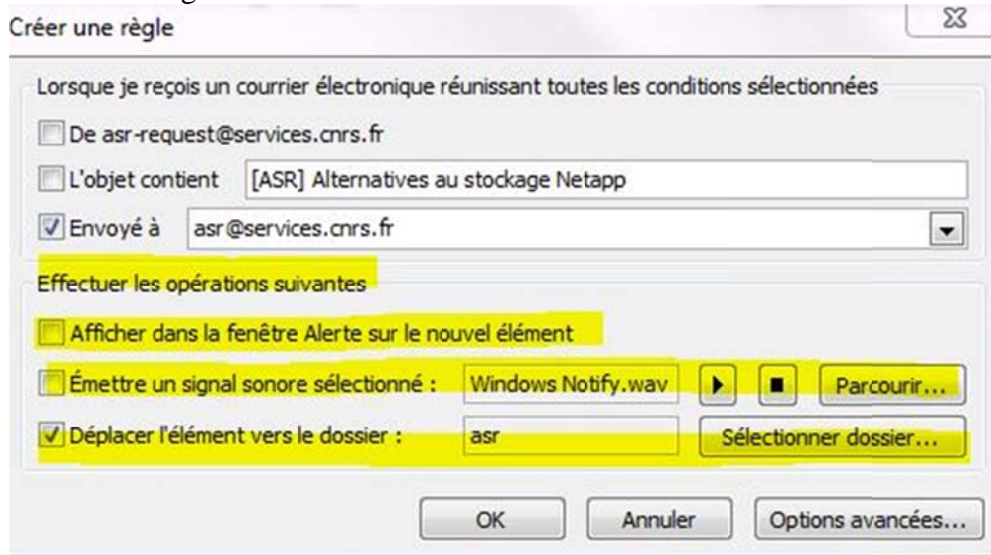 Créer une règle
Lorsque je reçois un courrier électronique réunissant toutes les conditions sélectionnées
De asr-request@services.cnrs.fr
L'objet contient [ASR] Alternatives au stockage Netapp
Envoyé à asr@services.cnrs.fr
Effectuer les opérations suivantes
Afficher dans la fenêtre Alerte sur le nouvel élément
Émettre un signal sonore sélectionné : Windows Notify.wav Parcourir...
Déplacer l'élément vers le dossier : asr Sélectionner dossier...
OK Annuler Options avancées...